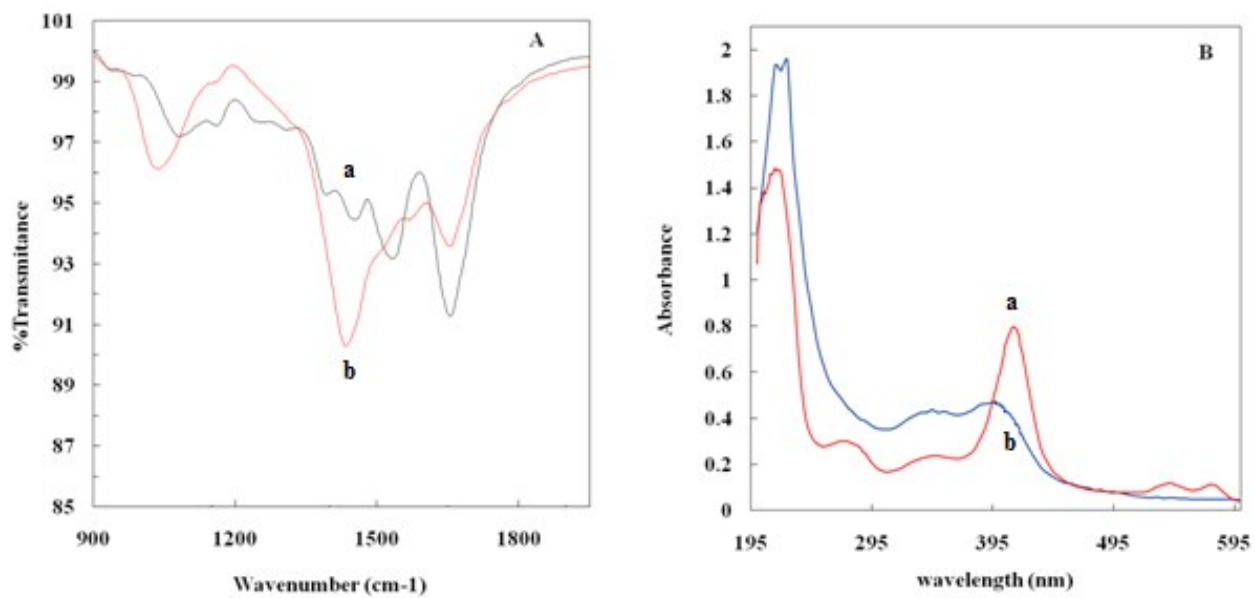 A
101
99
97
95
93
91
89
87
85
%Transmitance
a
b
900
1200
1500
1800
Wavenumber (cm-1)
B
2
1.8
1.6
1.4
1.2
1
0.8
0.6
0.4
0.2
0
Absorbance
a
b
195
295
395
495
595
wavelength (nm)